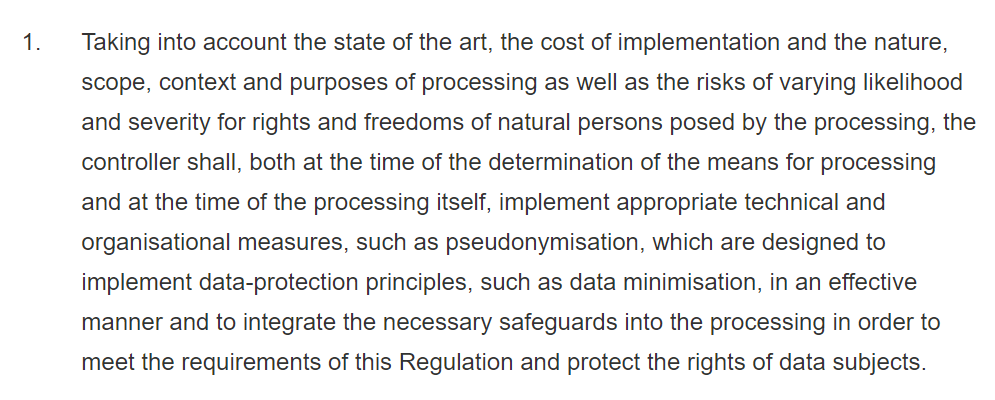 1. Taking into account the state of the art, the cost of implementation and the nature,
scope, context and purposes of processing as well as the risks of varying likelihood
and severity for rights and freedoms of natural persons posed by the processing, the
controller shall, both at the time of the determination of the means for processing
and at the time of the processing itself, implement appropriate technical and
organisational measures, such as pseudonymisation, which are designed to
implement data-protection principles, such as data minimisation, in an effective
manner and to integrate the necessary safeguards into the processing in order to
meet the requirements of this Regulation and protect the rights of data subjects.